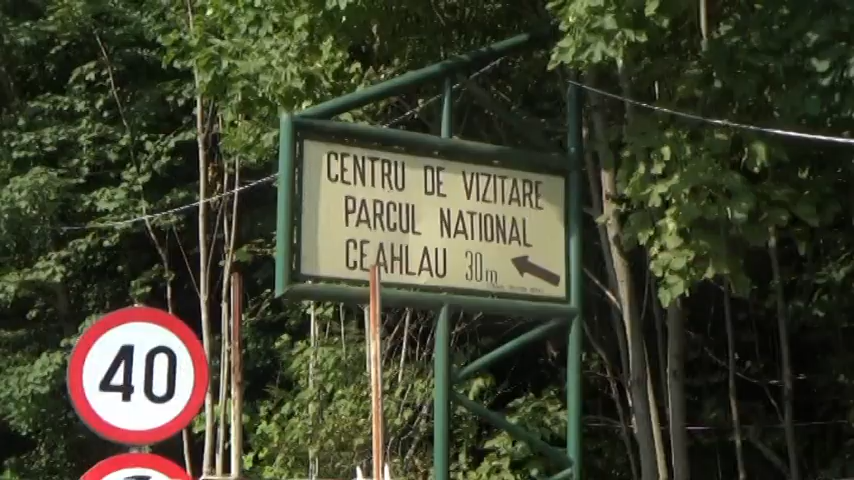 CENTRU DE VIZITARE
PARCUL NATIONAL
CEAHLAU 30m
40